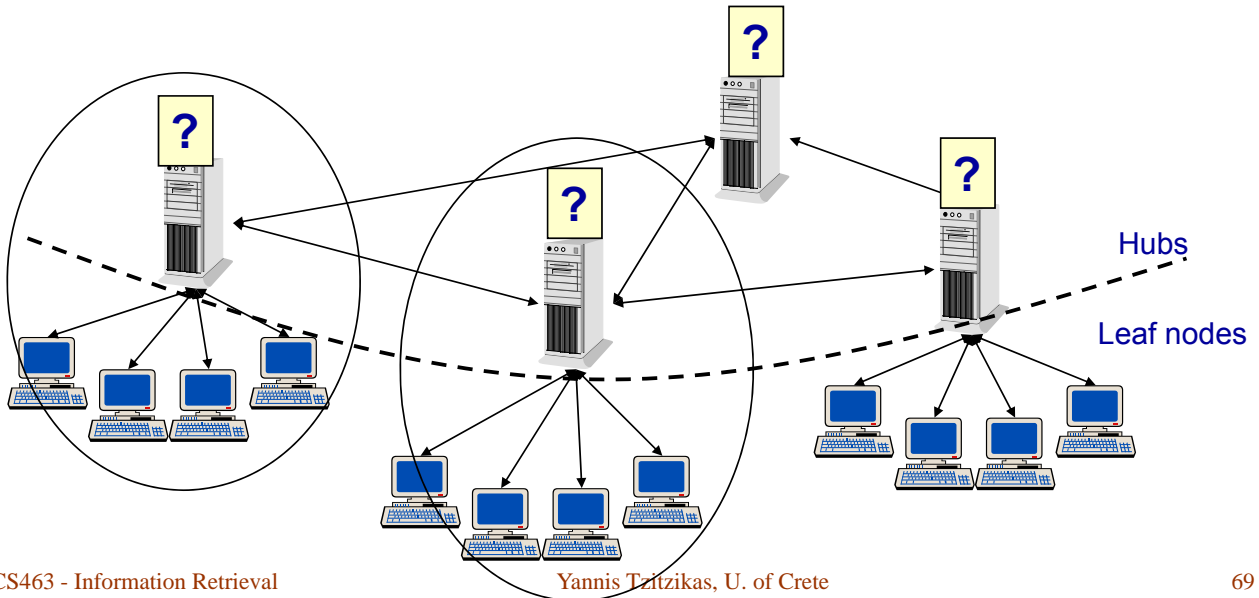 ?
?
?
?
Hubs
Leaf nodes
CS463 - Information Retrieval
Yannis Tzitzikas, U. of Crete
69